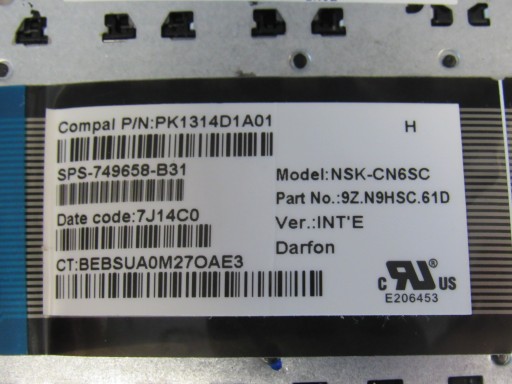 Compal P/N:PK1314D1A01
H
SPS-749658-B31
Model:NSK-CN6SC
Part No.:9Z.N9HSC.61D
Date code:7J14C0
Ver.:INT'E
Darfon
CT:BEBSUA0M27OAE3
C US
E206453